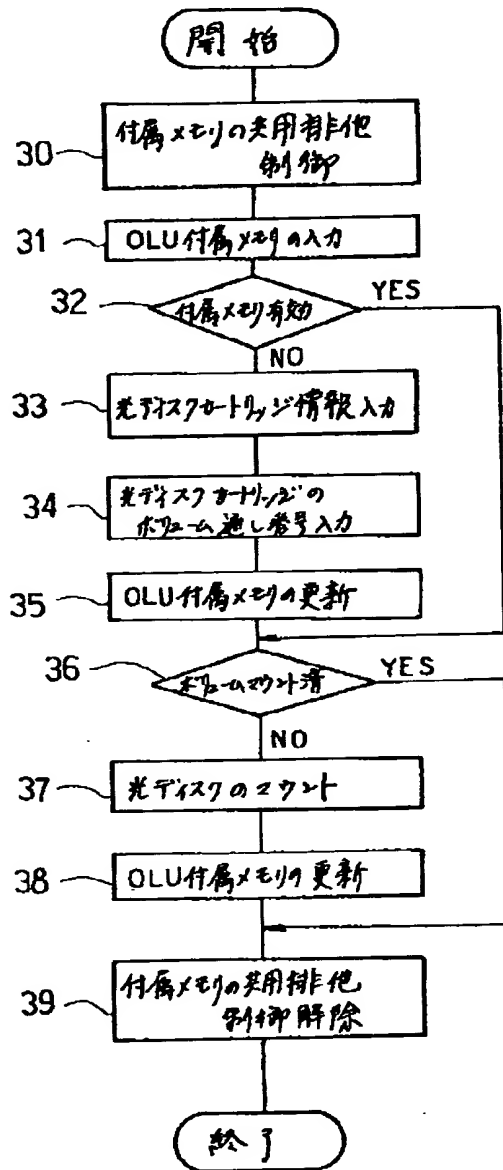 開始
30
付属メモリの共用排他
制御
31
OLU付属メモリの入力
32
付属メモリ有効
YES
NO
33
光ディスクカートリッジ情報入力
34
光ディスクカートリッジの
ボリューム通し番号入力
35
OLU付属メモリの更新
36
ボリュームマウント済
YES
NO
37
光ディスクのマウント
38
OLU付属メモリの更新
39
付属メモリの共用排他
制御解除
終了